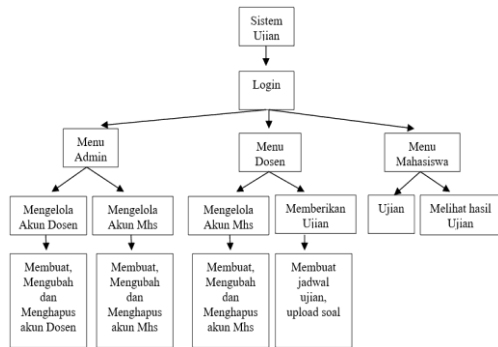 Sistem
Ujian
Login
Menu
Admin
Menu
Dosen
Menu
Mahasiswa
Mengelola
Akun Dosen
Mengelola
Akun Mhs
Mengelola
Akun Mhs
Memberikan
Ujian
Ujian
Melihat hasil
Ujian
Membuat,
Mengubah
dan
Menghapus
akun Dosen
Membuat,
Mengubah
dan
Menghapus
akun Mhs
Membuat,
Mengubah
dan
Menghapus
akun Mhs
Membuat
jadwal
ujian,
upload soal